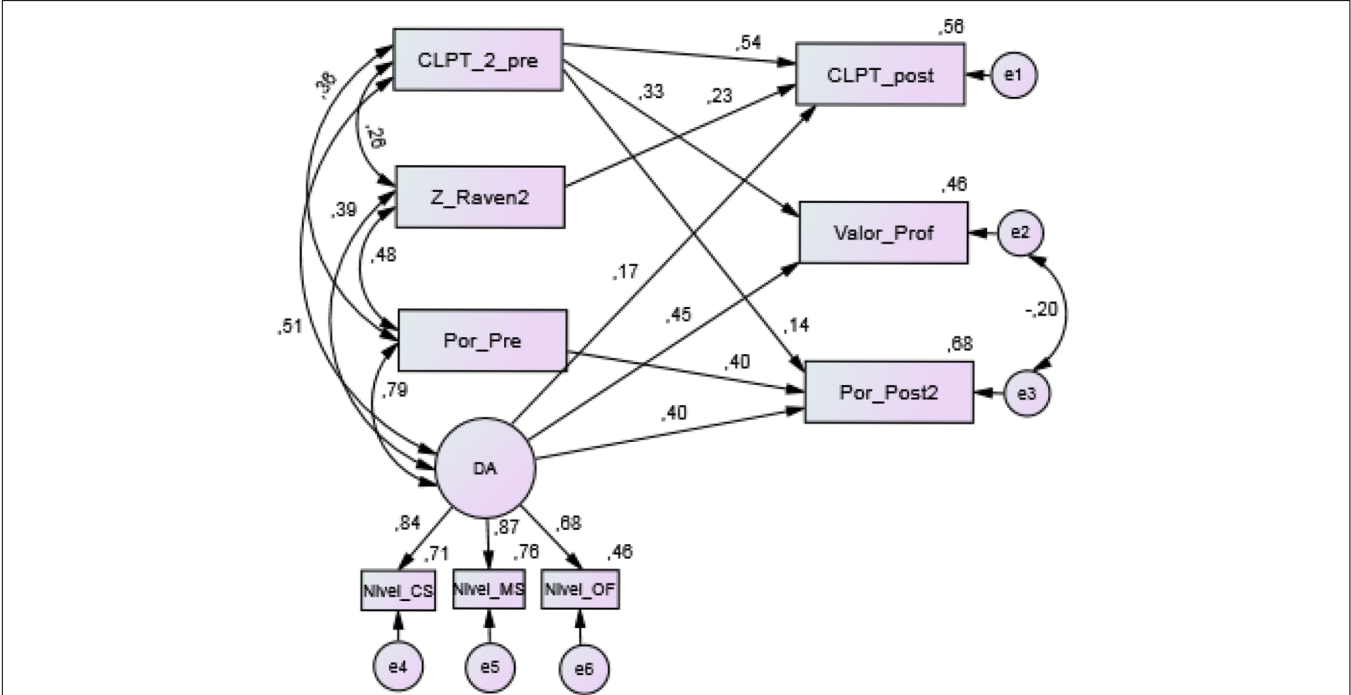 ,56
,54
CLPT_2_pre
CLPT_post
e1
,36
,33
,23
,26
,46
Z_Raven2
,39
Valor_Prof
e2
,48
,17
-,20
,51
,45
,14
,68
Por_Pre
,40
,79
Por_Post2
e3
,40
DA
,84
,87
,68
,71
,76
,46
NIvel_CS
NIvel_MS
NIvel_OF
e4
e5
e6